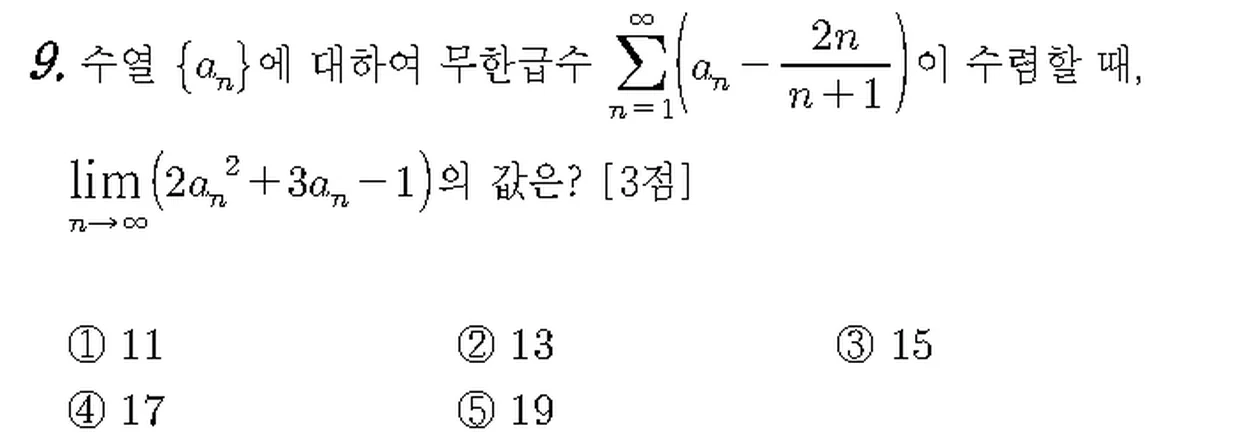 9. 수열 {aₙ}에 대하여 무한급수 ∑_{n=1}^{∞}(aₙ − 2n/(n+1))이 수렴할 때,
lim_{n→∞}(2aₙ² + 3aₙ − 1)의 값은? [3점]
① 11 ② 13 ③ 15
④ 17 ⑤ 19